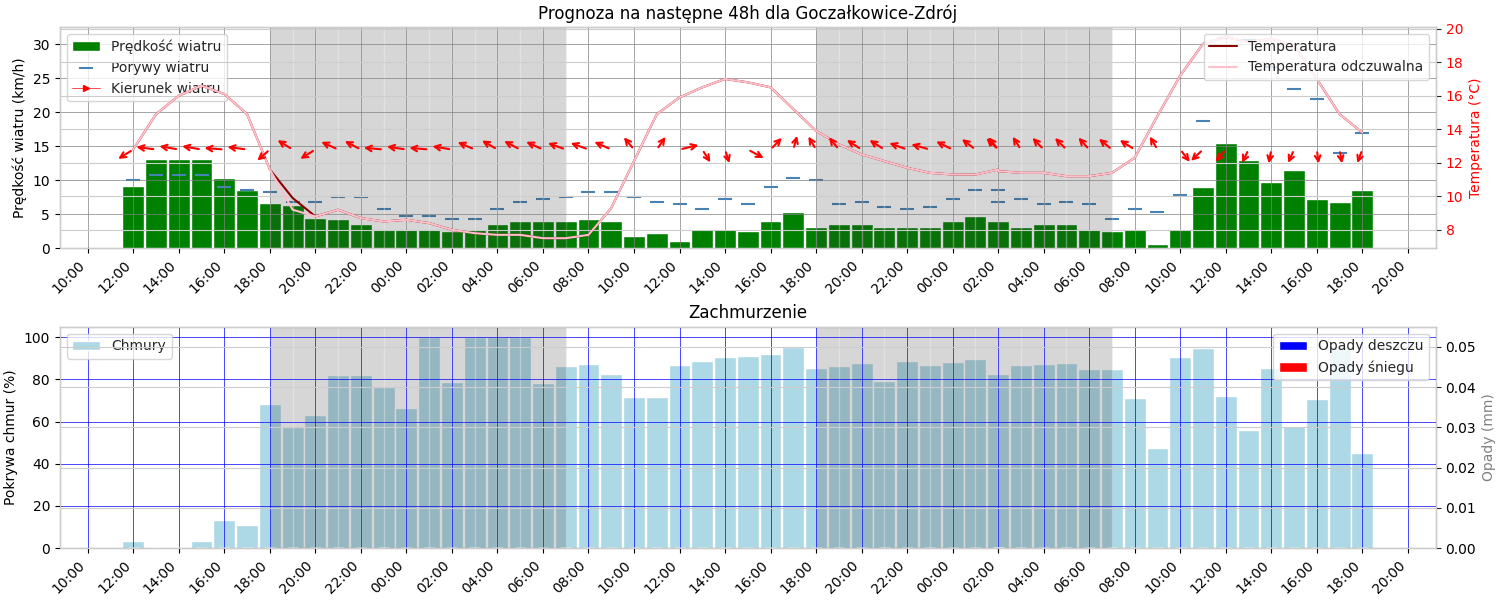 Prognoza na następne 48h dla Goczałkowice-Zdrój
Prędkość wiatru
Porywy wiatru
Kierunek wiatru
Temperatura
Temperatura odczuwalna
Prędkość wiatru (km/h)
30
25
20
15
10
5
0
Temperatura (°C)
20
18
16
14
12
10
8
10:00 12:00 14:00 16:00 18:00 20:00 22:00 00:00 02:00 04:00 06:00 08:00 10:00 12:00 14:00 16:00 18:00 20:00 22:00 00:00 02:00 04:00 06:00 08:00 10:00 12:00 14:00 16:00 18:00 20:00
Zachmurzenie
Chmury
Opady deszczu
Opady śniegu
Pokrywa chmur (%)
100
80
60
40
20
0
Opady (mm)
0.05
0.04
0.03
0.02
0.01
0.00
10:00 12:00 14:00 16:00 18:00 20:00 22:00 00:00 02:00 04:00 06:00 08:00 10:00 12:00 14:00 16:00 18:00 20:00 22:00 00:00 02:00 04:00 06:00 08:00 10:00 12:00 14:00 16:00 18:00 20:00